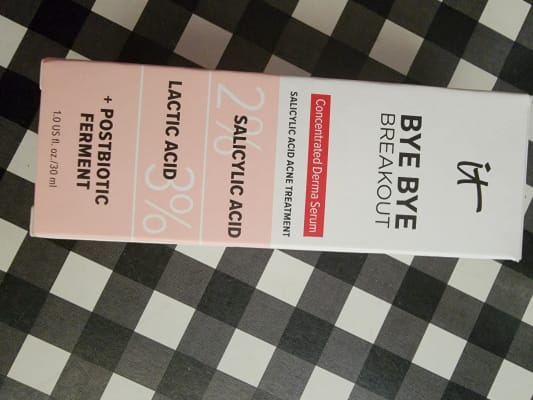 it
BYE BYE
BREAKOUT
Concentrated Derma Serum
SALICYLIC ACID ACNE TREATMENT
2%
SALICYLIC ACID
3%
LACTIC ACID
+ POSTBIOTIC
FERMENT
1.0 US fl. oz./30 ml